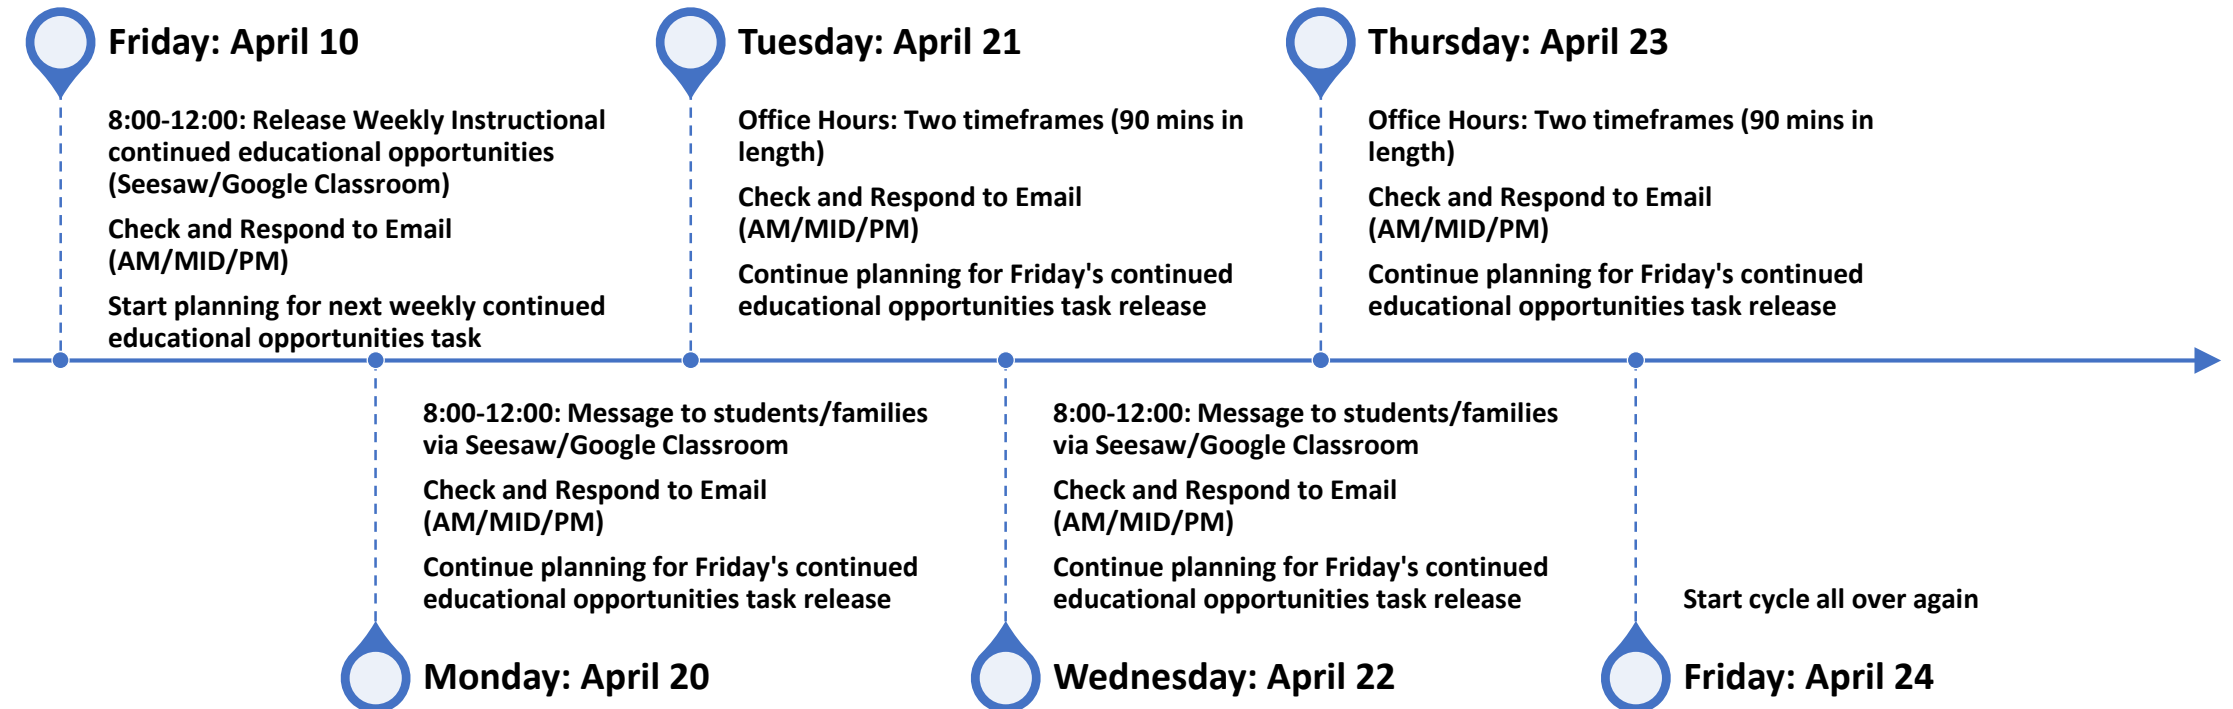 Friday: April 10
8:00-12:00: Release Weekly Instructional
continued educational opportunities
(Seesaw/Google Classroom)
Check and Respond to Email
(AM/MID/PM)
Start planning for next weekly continued
educational opportunities task
8:00-12:00: Message to students/families
via Seesaw/Google Classroom
Check and Respond to Email
(AM/MID/PM)
Continue planning for Friday's continued
educational opportunities task release
Monday: April 20
Tuesday: April 21
Office Hours: Two timeframes (90 mins in
length)
Check and Respond to Email
(AM/MID/PM)
Continue planning for Friday's continued
educational opportunities task release
8:00-12:00: Message to students/families
via Seesaw/Google Classroom
Check and Respond to Email
(AM/MID/PM)
Continue planning for Friday's continued
educational opportunities task release
Wednesday: April 22
Thursday: April 23
Office Hours: Two timeframes (90 mins in
length)
Check and Respond to Email
(AM/MID/PM)
Continue planning for Friday's continued
educational opportunities task release
Start cycle all over again
Friday: April 24